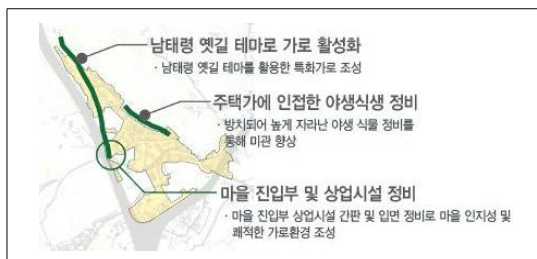 남태령 옛길 테마로 가로 활성화
· 남태령 옛길 테마를 활용한 특화가로 조성
주택가에 인접한 야생식생 정비
· 방치되어 높게 자라난 야생 식물 정비를
통해 미관 향상
마을 진입부 및 상업시설 정비
· 마을 진입부 상업시설 간판 및 입면 정비로 마을 인지성 및
쾌적한 가로환경 조성